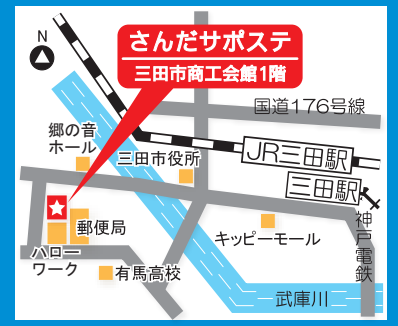 N
さんだサポステ
三田市商工会館1階
国道176号線
郷の音
ホール
三田市役所
JR三田駅
三田駅
神戸電鉄
郵便局
ハロー
ワーク
キッピーモール
有馬高校
武庫川